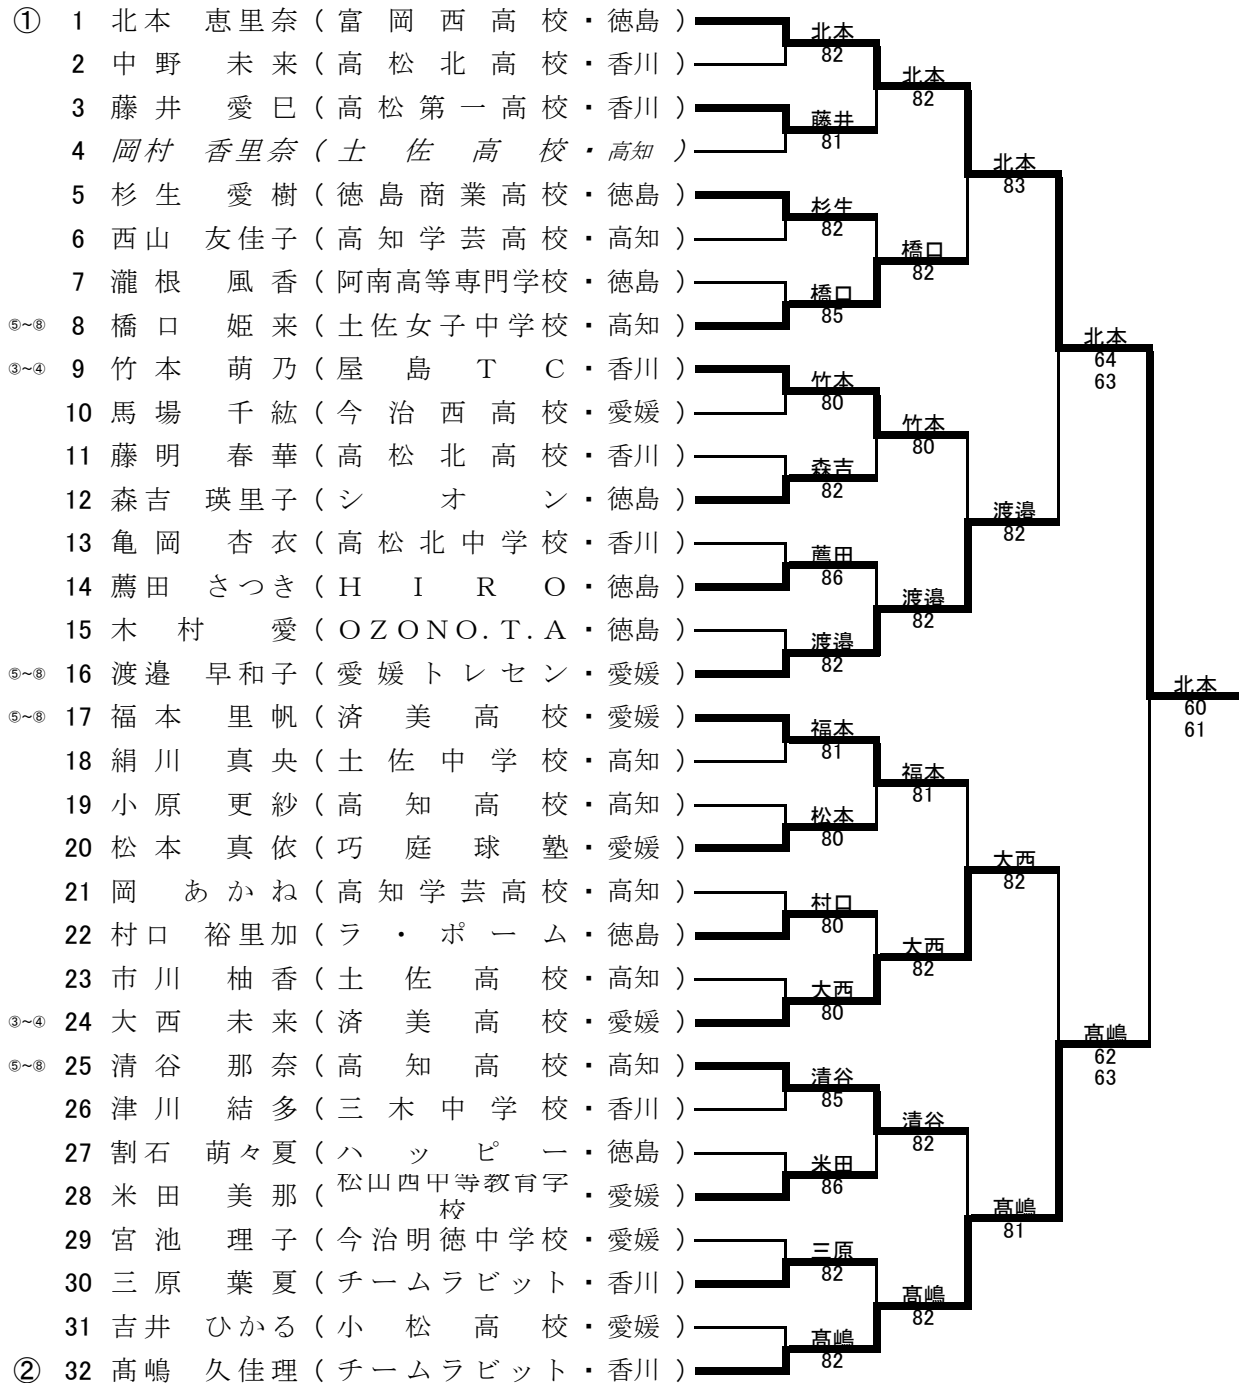 ① 1 北本 恵里奈 ( 富岡西高校・徳島 )
北本
82
2 中野 未来 ( 高松北高校・香川 )
北本
82
3 藤井 愛巳 ( 高松第一高校・香川 )
藤井
81
4 岡村 香里奈 ( 土佐高校・高知 )
北本
83
5 杉生 愛樹 ( 徳島商業高校・徳島 )
杉生
82
6 西山 友佳子 ( 高知学芸高校・高知 )
橋口
82
7 瀧根 風香 ( 阿南高等専門学校・徳島 )
橋口
85
⑤~⑧ 8 橋口 姫来 ( 土佐女子中学校・高知 )
北本
64
63
③~④ 9 竹本 萌乃 ( 屋島TC・香川 )
竹本
80
10 馬場 千紘 ( 今治西高校・愛媛 )
竹本
80
11 藤明 春華 ( 高松北高校・香川 )
森吉
82
12 森吉 瑛里子 ( シオン・徳島 )
渡邉
82
13 亀岡 杏衣 ( 高松北中学校・香川 )
薦田
86
14 薦田 さつき ( HIRO・徳島 )
渡邉
82
15 木村 愛 ( OZONO.T.A・徳島 )
渡邉
82
⑤~⑧ 16 渡邉 早和子 ( 愛媛トレセン・愛媛 )
北本
60
61
⑤~⑧ 17 福本 里帆 ( 済美高校・愛媛 )
福本
81
18 絹川 真央 ( 土佐中学校・高知 )
福本
81
19 小原 更紗 ( 高知高校・高知 )
松本
80
20 松本 真依 ( 巧庭球塾・愛媛 )
大西
82
21 岡 あかね ( 高知学芸高校・高知 )
村口
80
22 村口 裕里加 ( ラ・ポーム・徳島 )
大西
82
23 市川 柚香 ( 土佐高校・高知 )
大西
80
③~④ 24 大西 未来 ( 済美高校・愛媛 )
髙嶋
62
63
⑤~⑧ 25 清谷 那奈 ( 高知高校・高知 )
清谷
85
26 津川 結多 ( 三木中学校・香川 )
清谷
82
27 割石 萌々夏 ( ハッピー・徳島 )
米田
86
28 米田 美那 ( 松山西中等教育学校・愛媛 )
髙嶋
81
29 宮池 理子 ( 今治明徳中学校・愛媛 )
三原
82
30 三原 葉夏 ( チームラビット・香川 )
髙嶋
82
31 吉井 ひかる ( 小松高校・愛媛 )
髙嶋
82
② 32 髙嶋 久佳理 ( チームラビット・香川 )